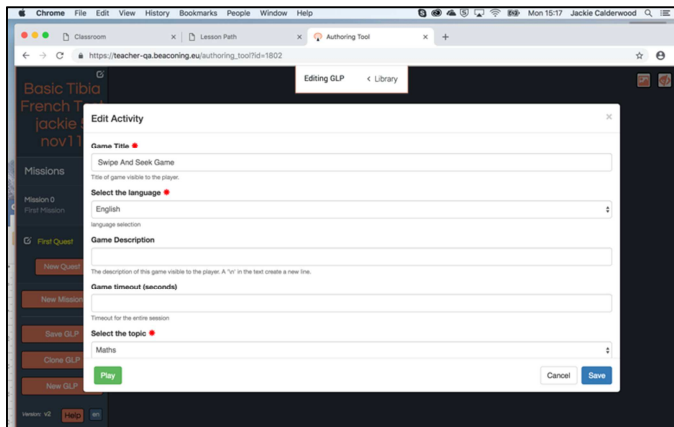 Chrome File Edit View History Bookmarks People Window Help Mon 15:17 Jackie Calderwood
Classroom × Lesson Path × Authoring Tool × +
https://teacher-qa.beaconing.eu/authoring_tool?id=1802
Editing GLP < Library
Basic Tibia
French T
jackie
nov11
Missions
Mission 0
First Mission
First Quest
New Quest
New Mission
Save GLP
Clone GLP
New GLP
Version: v2 Help en
Edit Activity ×
Game Title
Swipe And Seek Game
Title of game visible to the player.
Select the language
English
language selection
Game Description
The description of this game visible to the player. A '\n' in the text create a new line.
Game timeout (seconds)
Timeout for the entire session
Select the topic
Maths
Play Cancel Save